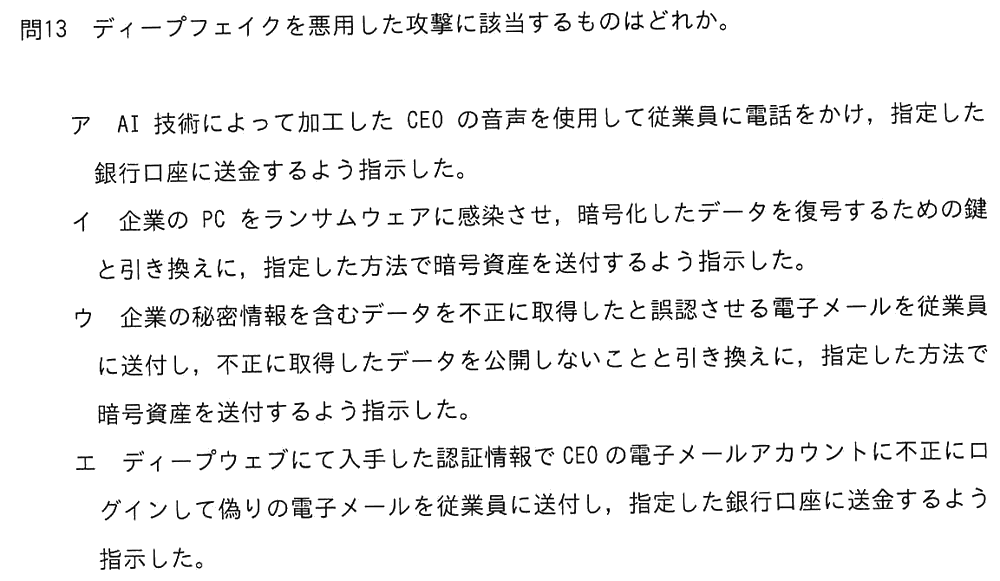 問13　ディープフェイクを悪用した攻撃に該当するものはどれか。
ア　AI 技術によって加工した CEO の音声を使用して従業員に電話をかけ，指定した
銀行口座に送金するよう指示した。
イ　企業の PC をランサムウェアに感染させ，暗号化したデータを復号するための鍵
と引き換えに，指定した方法で暗号資産を送付するよう指示した。
ウ　企業の秘密情報を含むデータを不正に取得したと誤認させる電子メールを従業員
に送付し，不正に取得したデータを公開しないことと引き換えに，指定した方法で
暗号資産を送付するよう指示した。
エ　ディープウェブにて入手した認証情報で CEO の電子メールアカウントに不正にロ
グインして偽りの電子メールを従業員に送付し，指定した銀行口座に送金するよう
指示した。